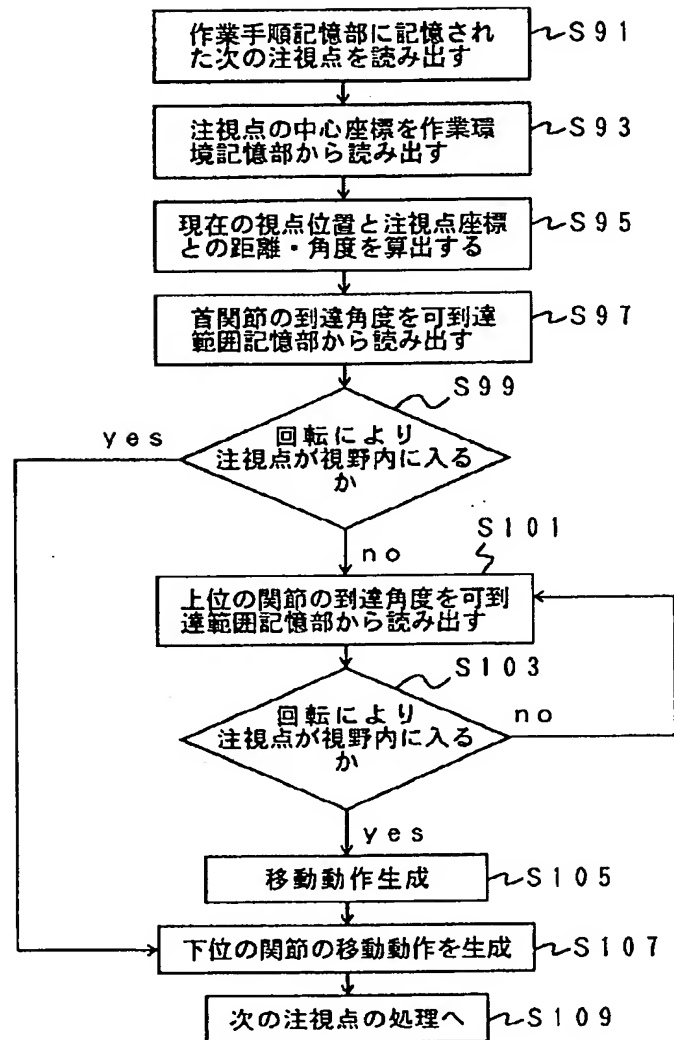 作業手順記憶部に記憶され
た次の注視点を読み出す
S91
注視点の中心座標を作業環
境記憶部から読み出す
S93
現在の視点位置と注視点座標
との距離・角度を算出する
S95
首関節の到達角度を可到達
範囲記憶部から読み出す
S97
S99
yes
回転により
注視点が視野内に入る
か
no
S101
上位の関節の到達角度を可到
達範囲記憶部から読み出す
S103
回転により
注視点が視野内に入る
か
no
yes
移動動作生成
S105
下位の関節の移動動作を生成
S107
次の注視点の処理へ
S109